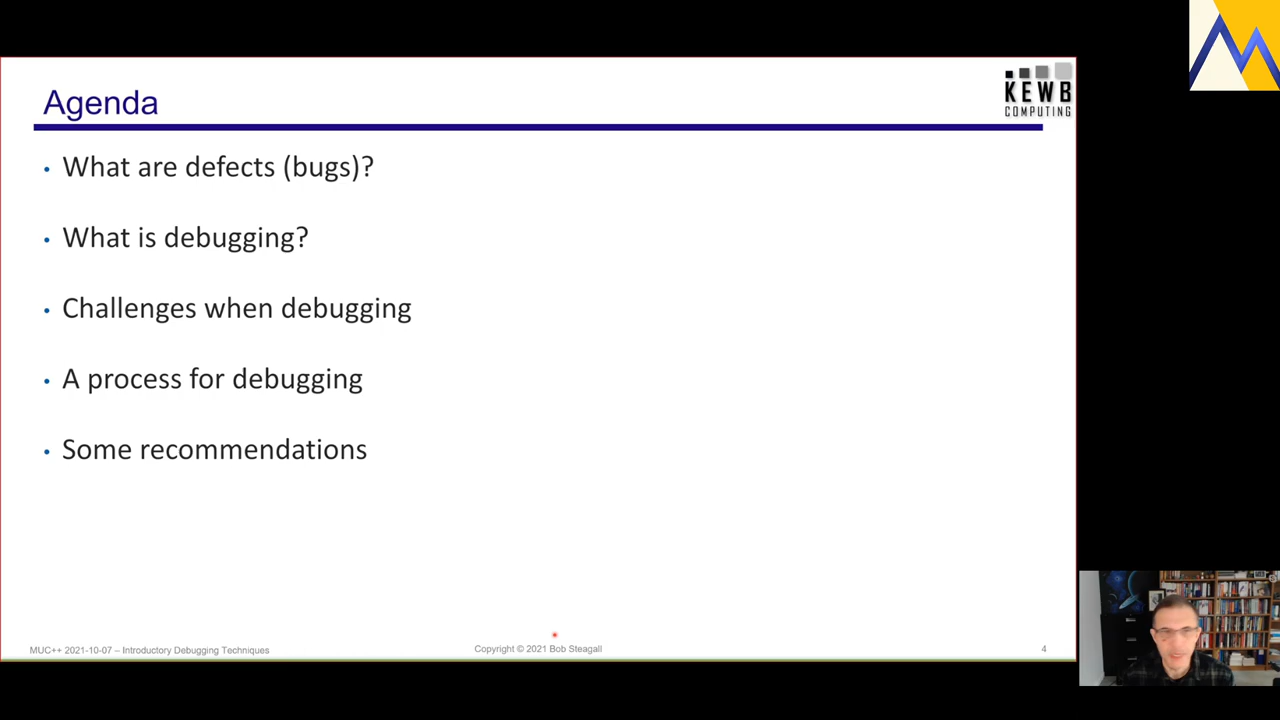 Agenda
KEWB
COMPUTING
• What are defects (bugs)?
• What is debugging?
• Challenges when debugging
• A process for debugging
• Some recommendations
MUC++ 2021-10-07 – Introductory Debugging Techniques
Copyright © 2021 Bob Steagall
4